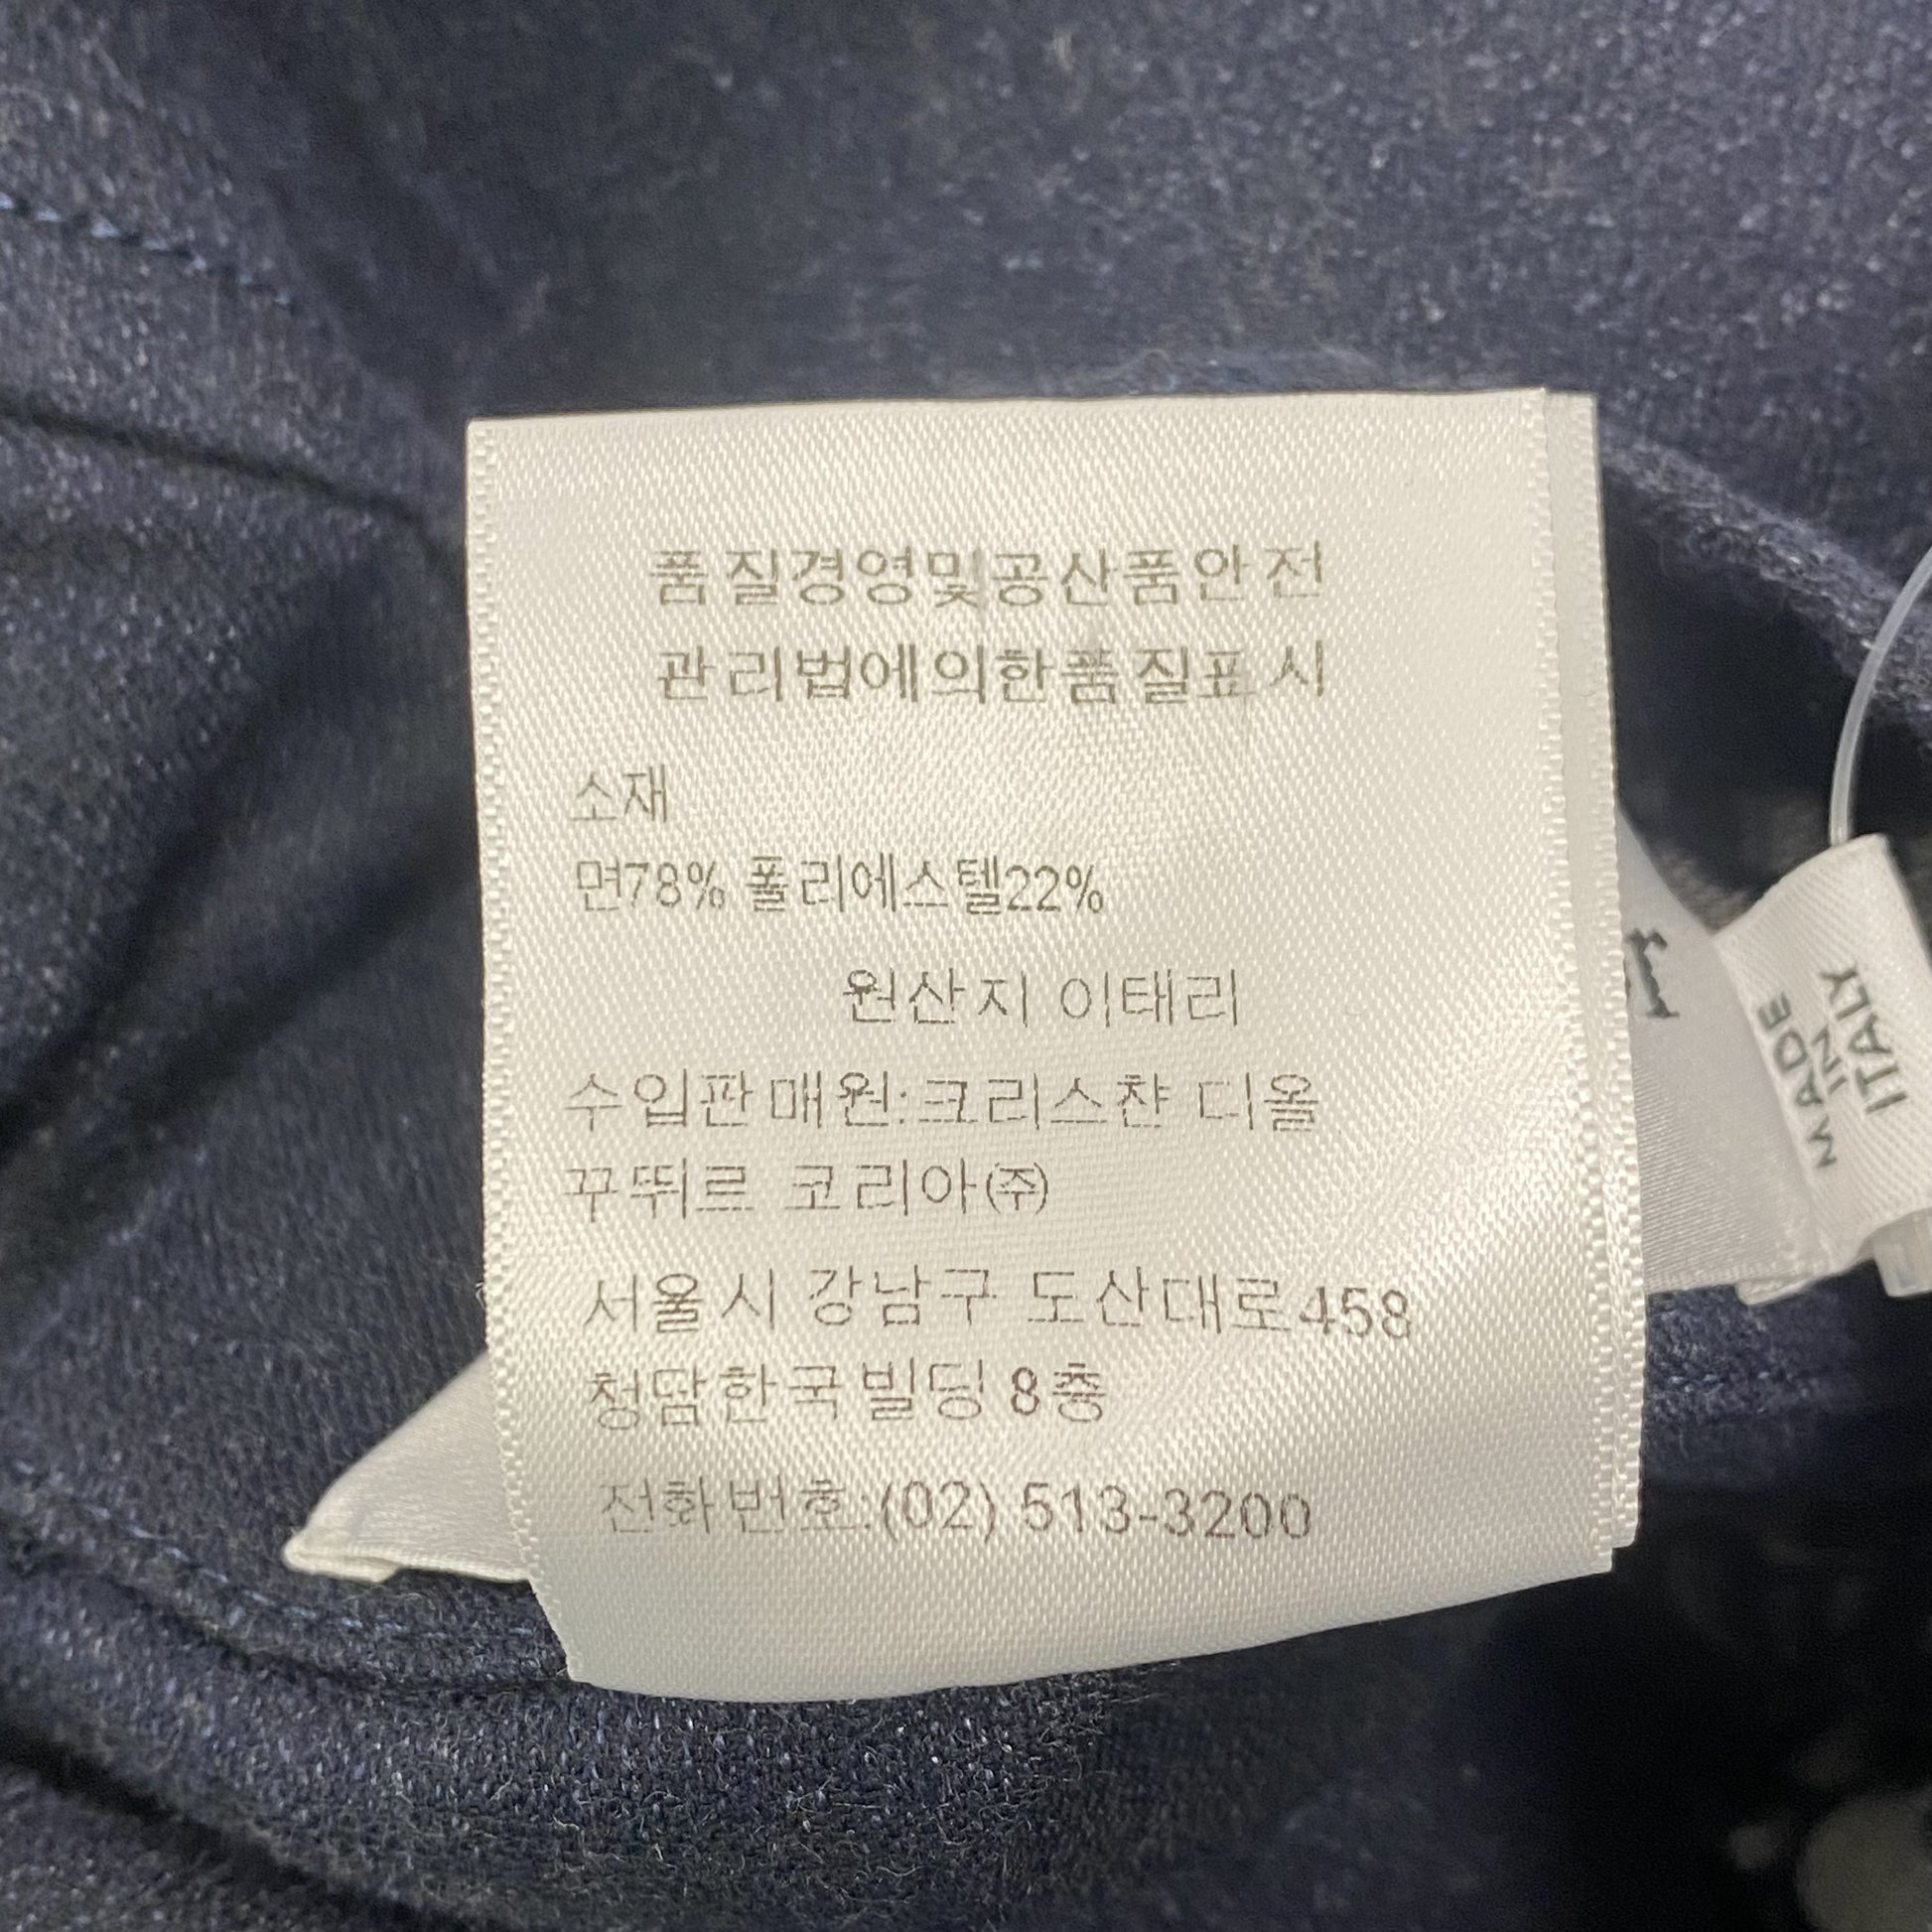 품질경영및공산품안전
관리법에의한품질표시
소재
면78% 폴리에스텔22%
원산지 이태리
수입판매원:크리스챤 디올
꾸뛰르 코리아㈜
서울시 강남구 도산대로458
청담한국빌딩 8층
전화번호:(02) 513-3200
r
MADE
IN
ITALY